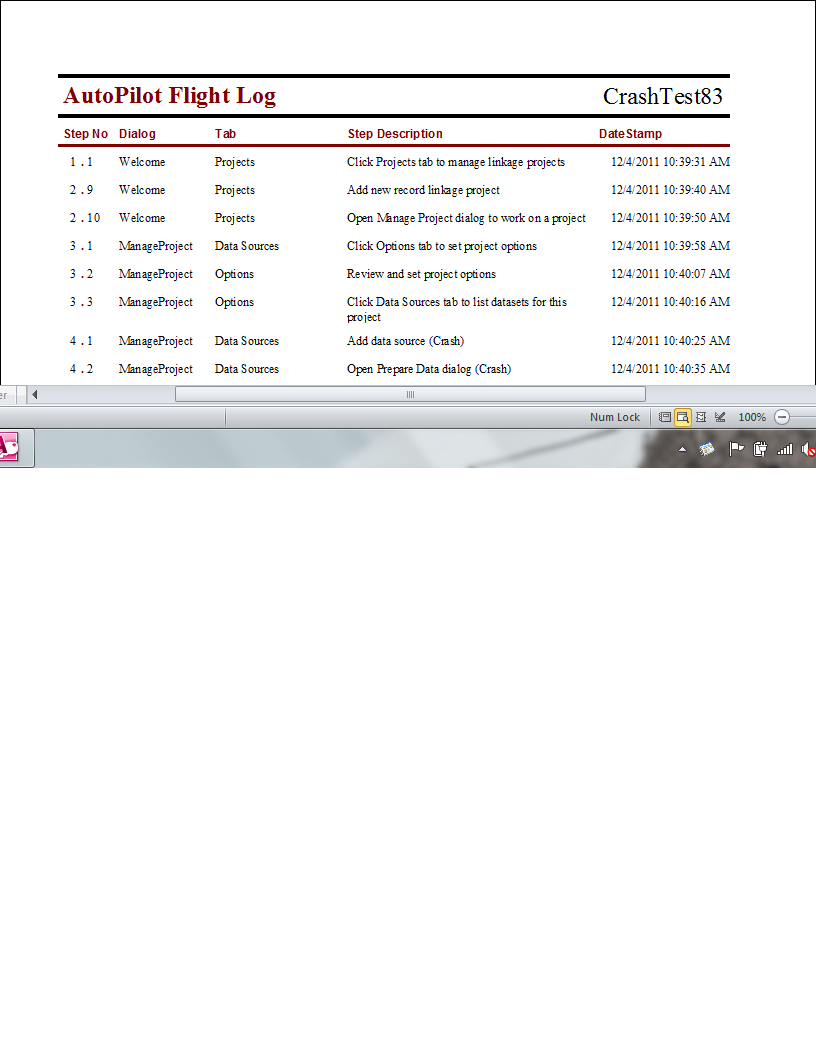 AutoPilot Flight Log CrashTest83
Step No Dialog Tab Step Description DateStamp
1 . 1 Welcome Projects Click Projects tab to manage linkage projects 12/4/2011 10:39:31 AM
2 . 9 Welcome Projects Add new record linkage project 12/4/2011 10:39:40 AM
2 . 10 Welcome Projects Open Manage Project dialog to work on a project 12/4/2011 10:39:50 AM
3 . 1 ManageProject Data Sources Click Options tab to set project options 12/4/2011 10:39:58 AM
3 . 2 ManageProject Options Review and set project options 12/4/2011 10:40:07 AM
3 . 3 ManageProject Options Click Data Sources tab to list datasets for this 12/4/2011 10:40:16 AM
project
4 . 1 ManageProject Data Sources Add data source (Crash) 12/4/2011 10:40:25 AM
4 . 2 ManageProject Data Sources Open Prepare Data dialog (Crash) 12/4/2011 10:40:35 AM
Num Lock 100%